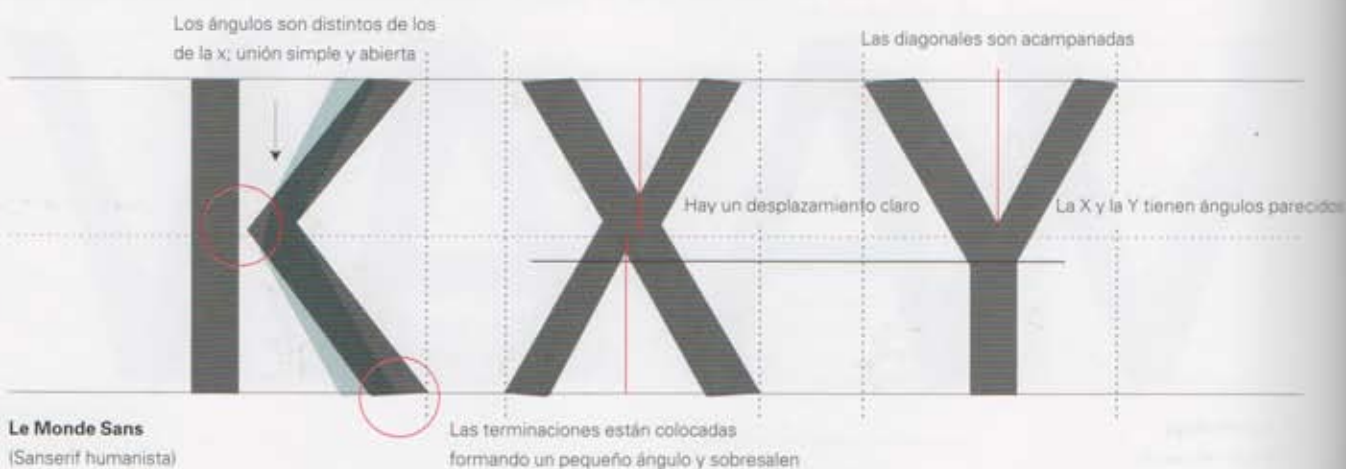 Los ángulos son distintos de los
de la x; unión simple y abierta
Las diagonales son acampanadas
K X Y
Hay un desplazamiento claro
La X y la Y tienen ángulos parecidos
Le Monde Sans
(Sanserif humanista)
Las terminaciones están colocadas
formando un pequeño ángulo y sobresalen